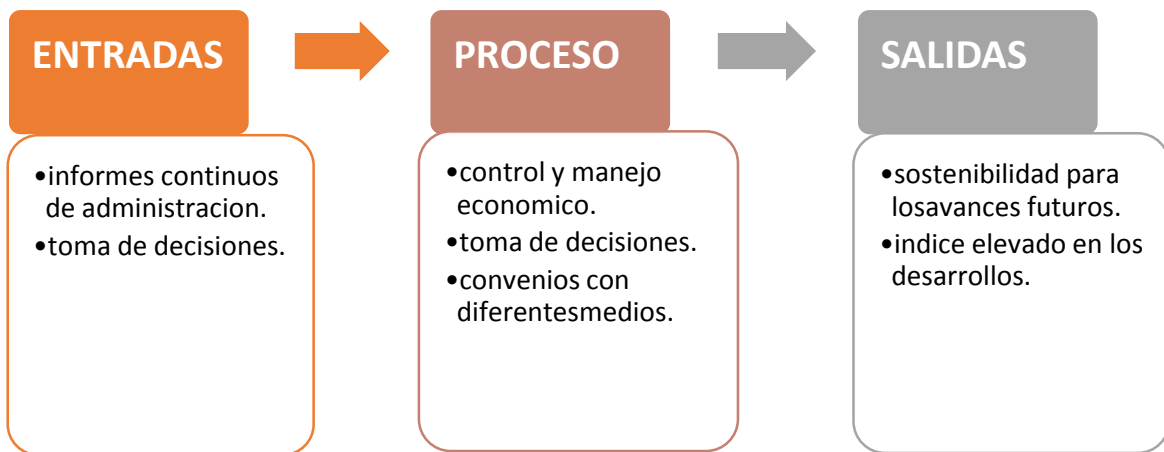 ENTRADAS
•informes continuos
de administracion.
•toma de decisiones.
PROCESO
•control y manejo
economico.
•toma de decisiones.
•convenios con
diferentesmedios.
SALIDAS
•sostenibilidad para
losavances futuros.
•indice elevado en los
desarrollos.